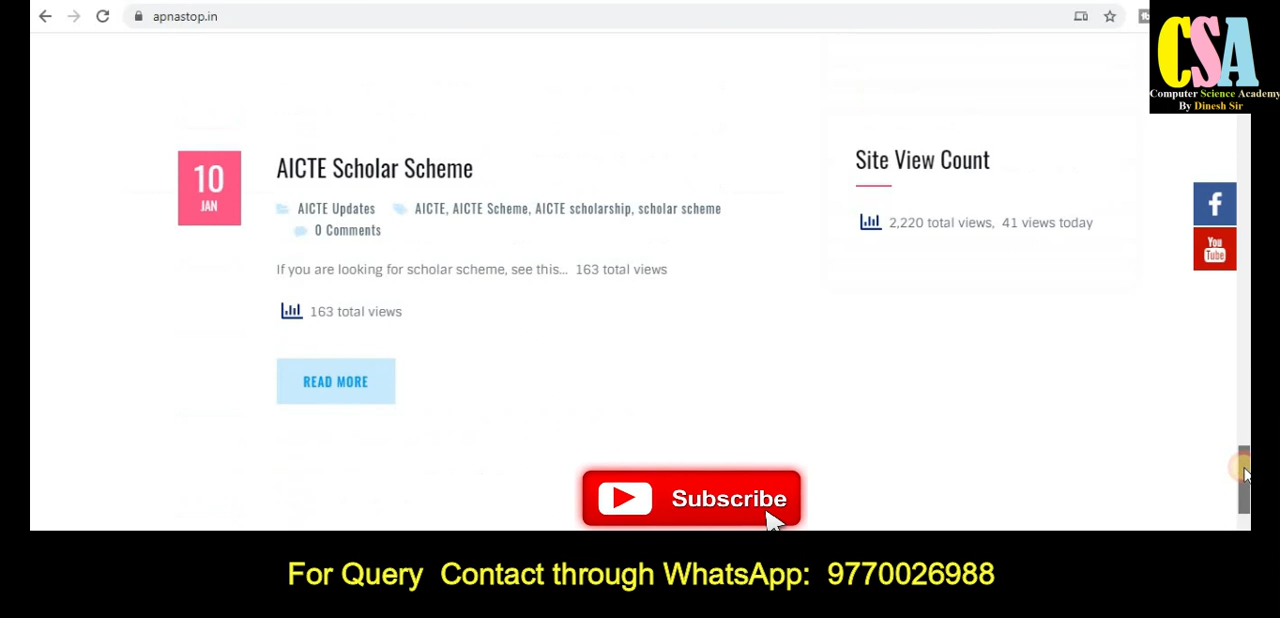 apnastop.in
CSA
Computer Science Academy
By Dinesh Sir
10
JAN
AICTE Scholar Scheme
AICTE Updates AICTE, AICTE Scheme, AICTE scholarship, scholar scheme
0 Comments
If you are looking for scholar scheme, see this... 163 total views
163 total views
READ MORE
Site View Count
2,220 total views, 41 views today
f
You
Tube
Subscribe
For Query Contact through WhatsApp: 9770026988